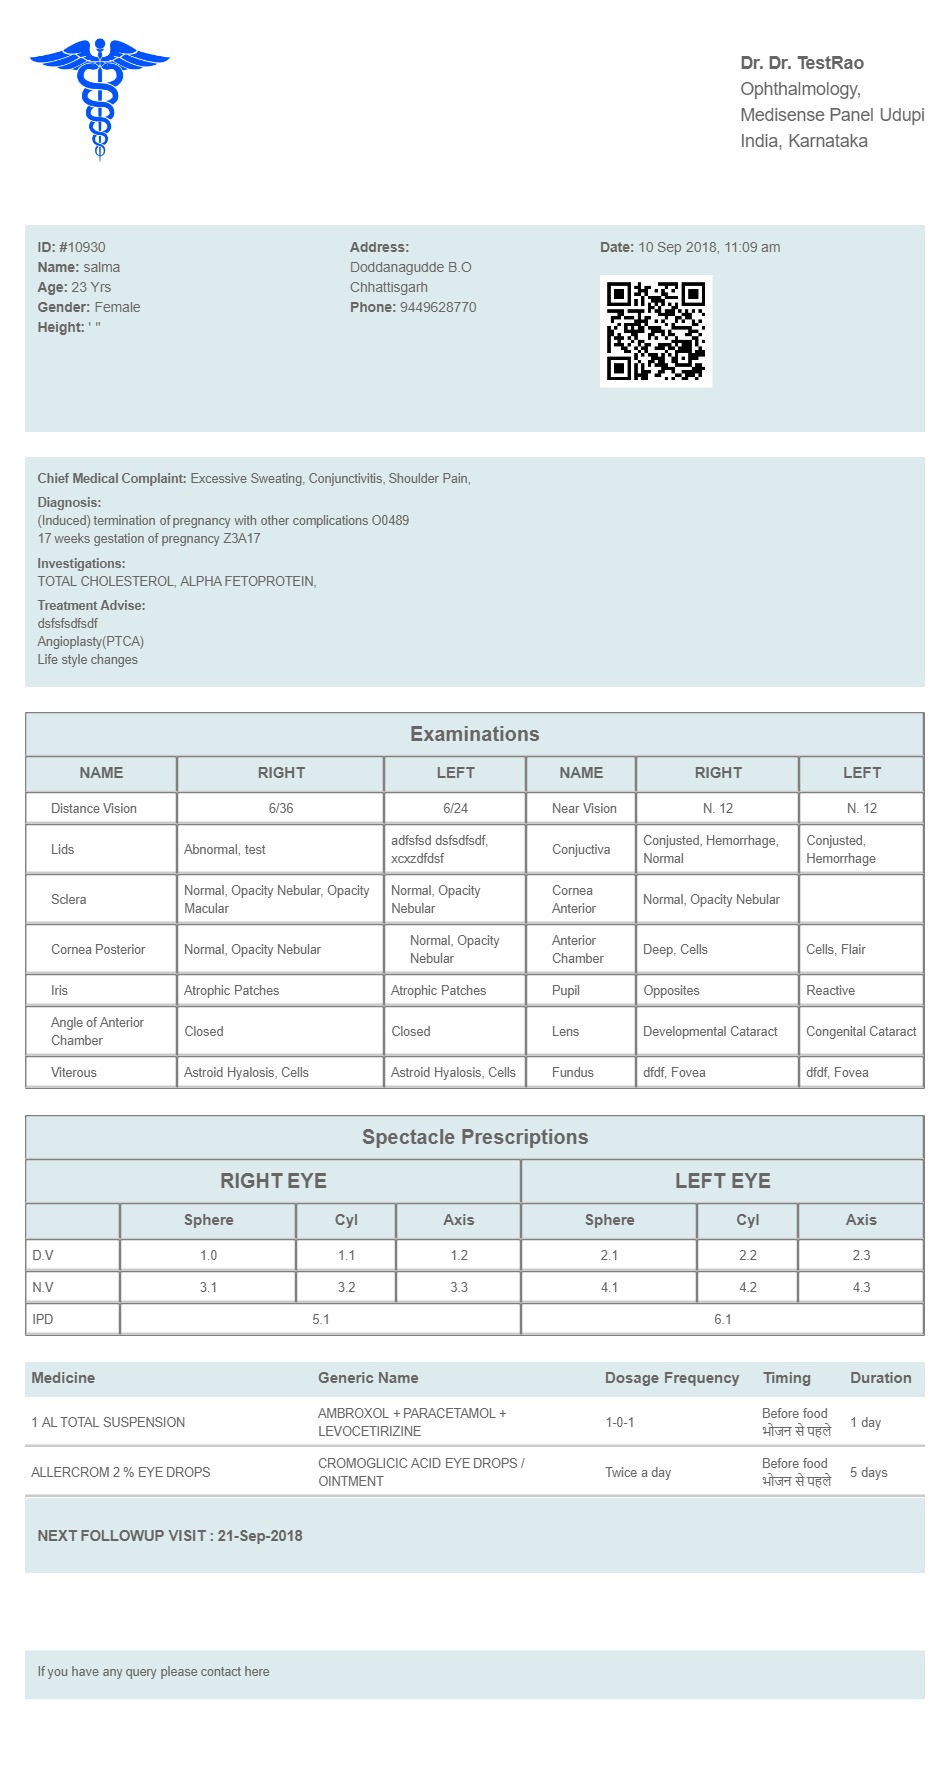 Dr. Dr. TestRao
Ophthalmology,
Medisense Panel Udupi
India, Karnataka
ID: #10930
Name: salma
Age: 23 Yrs
Gender: Female
Height: ' "
Address:
Doddanagudde B.O
Chhattisgarh
Phone: 9449628770
Date: 10 Sep 2018, 11:09 am
Chief Medical Complaint: Excessive Sweating, Conjunctivitis, Shoulder Pain,
Diagnosis:
(Induced) termination of pregnancy with other complications O0489
17 weeks gestation of pregnancy Z3A17
Investigations:
TOTAL CHOLESTEROL, ALPHA FETOPROTEIN,
Treatment Advise:
dsfsfsdfsdf
Angioplasty(PTCA)
Life style changes
Examinations
NAME RIGHT LEFT NAME RIGHT LEFT
Distance Vision 6/36 6/24 Near Vision N. 12 N. 12
Lids Abnormal, test adfsfsd dsfsdfsdf, xcxzdfdsf Conjuctiva Conjusted, Hemorrhage, Normal Conjusted, Hemorrhage
Sclera Normal, Opacity Nebular, Opacity Macular Normal, Opacity Nebular Cornea Anterior Normal, Opacity Nebular
Cornea Posterior Normal, Opacity Nebular Normal, Opacity Nebular Anterior Chamber Deep, Cells Cells, Flair
Iris Atrophic Patches Atrophic Patches Pupil Opposites Reactive
Angle of Anterior Chamber Closed Closed Lens Developmental Cataract Congenital Cataract
Viterous Astroid Hyalosis, Cells Astroid Hyalosis, Cells Fundus dfdf, Fovea dfdf, Fovea
Spectacle Prescriptions
RIGHT EYE LEFT EYE
Sphere Cyl Axis Sphere Cyl Axis
D.V 1.0 1.1 1.2 2.1 2.2 2.3
N.V 3.1 3.2 3.3 4.1 4.2 4.3
IPD 5.1 6.1
Medicine Generic Name Dosage Frequency Timing Duration
1 AL TOTAL SUSPENSION AMBROXOL + PARACETAMOL + LEVOCETIRIZINE 1-0-1 Before food भोजन से पहले 1 day
ALLERCROM 2 % EYE DROPS CROMOGLICIC ACID EYE DROPS / OINTMENT Twice a day Before food भोजन से पहले 5 days
NEXT FOLLOWUP VISIT : 21-Sep-2018
If you have any query please contact here